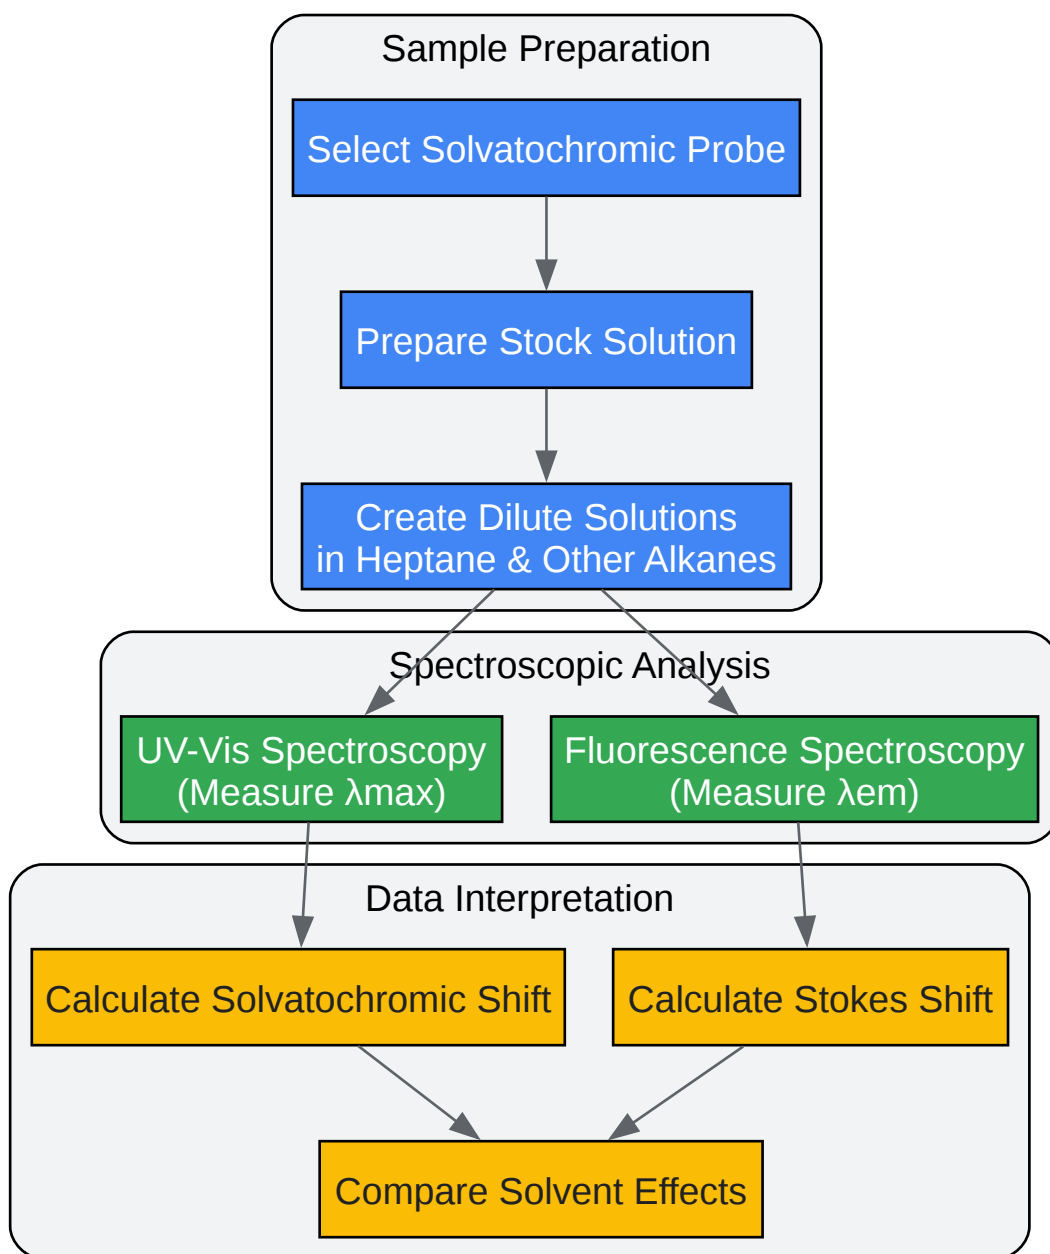 Sample Preparation
Select Solvatochromic Probe
Prepare Stock Solution
Create Dilute Solutions
in Heptane & Other Alkanes
Spectroscopic Analysis
UV-Vis Spectroscopy
(Measure λmax)
Fluorescence Spectroscopy
(Measure λem)
Data Interpretation
Calculate Solvatochromic Shift
Calculate Stokes Shift
Compare Solvent Effects